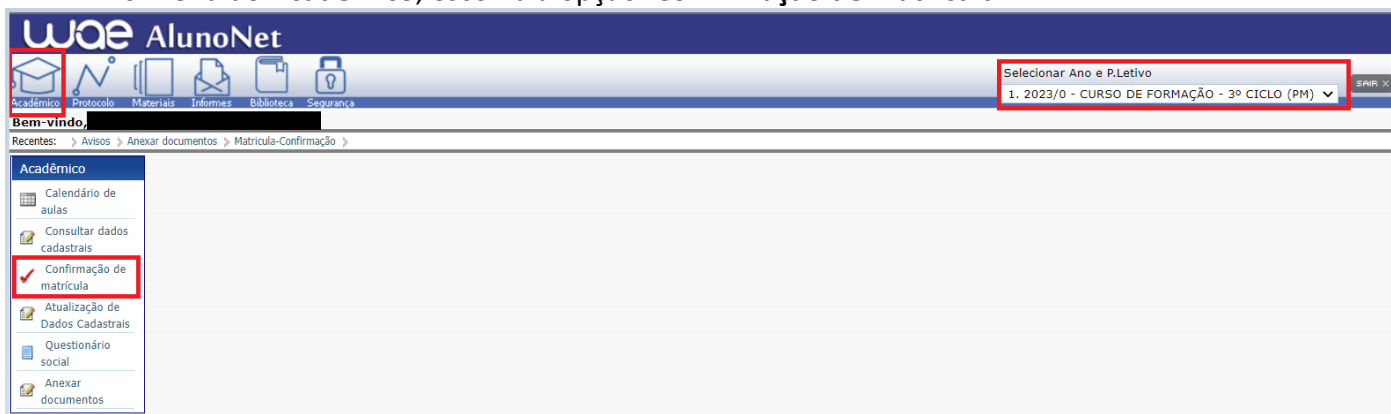 wae AlunoNet
Acadêmico Protocolo Materiais Informes Biblioteca Segurança
Selecionar Ano e P.Letivo
1. 2023/0 - CURSO DE FORMAÇÃO - 3º CICLO (PM)
SAIR X
Bem-vindo,
Recentes: Avisos Anexar documentos Matricula-Confirmação
Acadêmico
Calendário de
aulas
Consultar dados
cadastrais
Confirmação de
matrícula
Atualização de
Dados Cadastrais
Questionário
social
Anexar
documentos